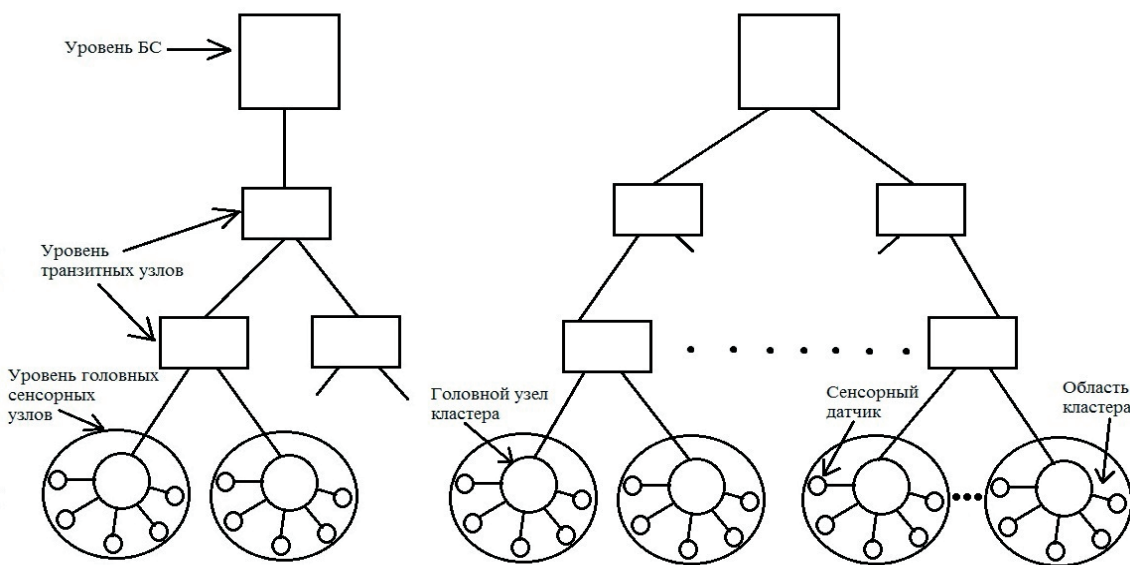 Уровень БС
Уровень
транзитных узлов
Уровень головных
сенсорных
узлов
Головной узел
кластера
Сенсорный
датчик
Область
кластера